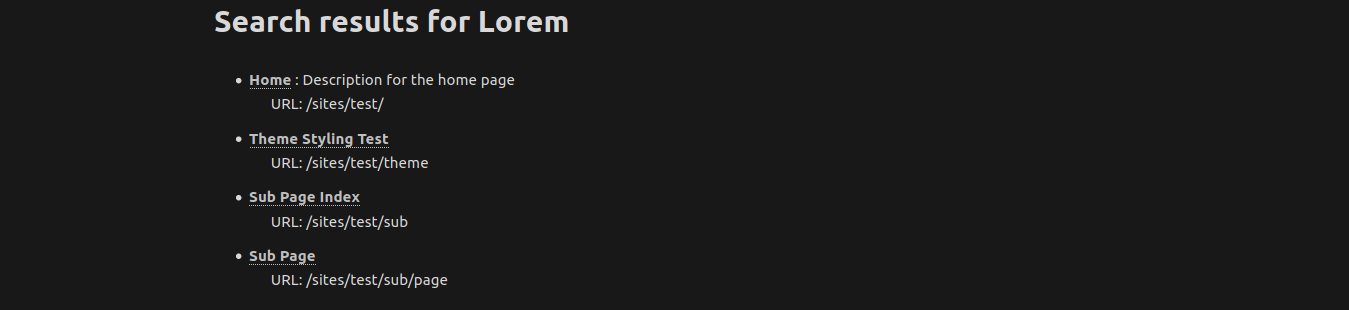 Search results for Lorem
• Home : Description for the home page
URL: /sites/test/
• Theme Styling Test
URL: /sites/test/theme
• Sub Page Index
URL: /sites/test/sub
• Sub Page
URL: /sites/test/sub/page